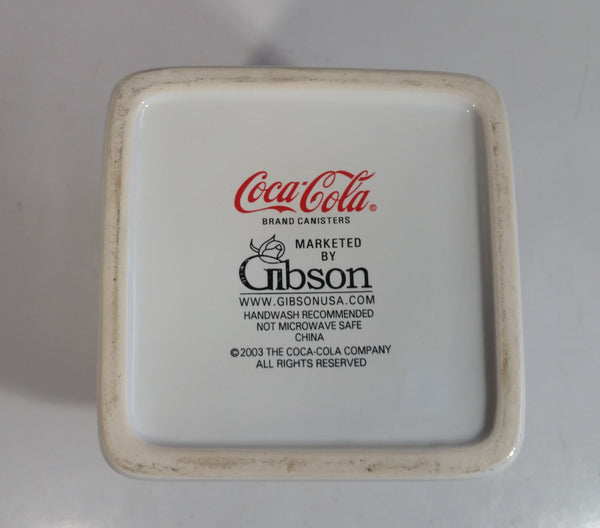 Coca-Cola®
BRAND CANISTERS
MARKETED
BY
Gibson
WWW.GIBSONUSA.COM
HANDWASH RECOMMENDED
NOT MICROWAVE SAFE
CHINA
©2003 THE COCA-COLA COMPANY
ALL RIGHTS RESERVED